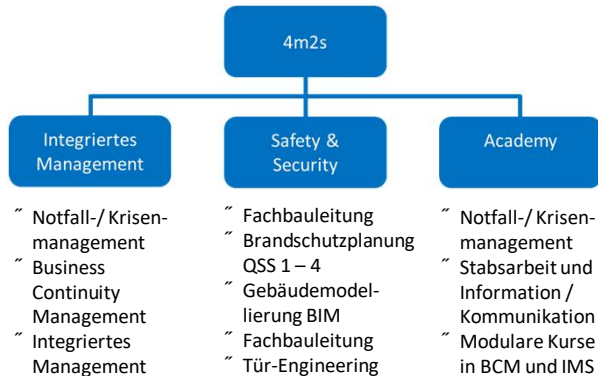 4m2s
Integriertes
Management
Safety &
Security
Academy
˝ Notfall-/ Krisen-
management
˝ Business
Continuity
Management
˝ Integriertes
Management
˝ Fachbauleitung
˝ Brandschutzplanung
QSS 1 – 4
˝ Gebäudemodel-
lierung BIM
˝ Fachbauleitung
˝ Tür-Engineering
˝ Notfall-/ Krisen-
management
˝ Stabsarbeit und
Information /
Kommunikation
˝ Modulare Kurse
in BCM und IMS